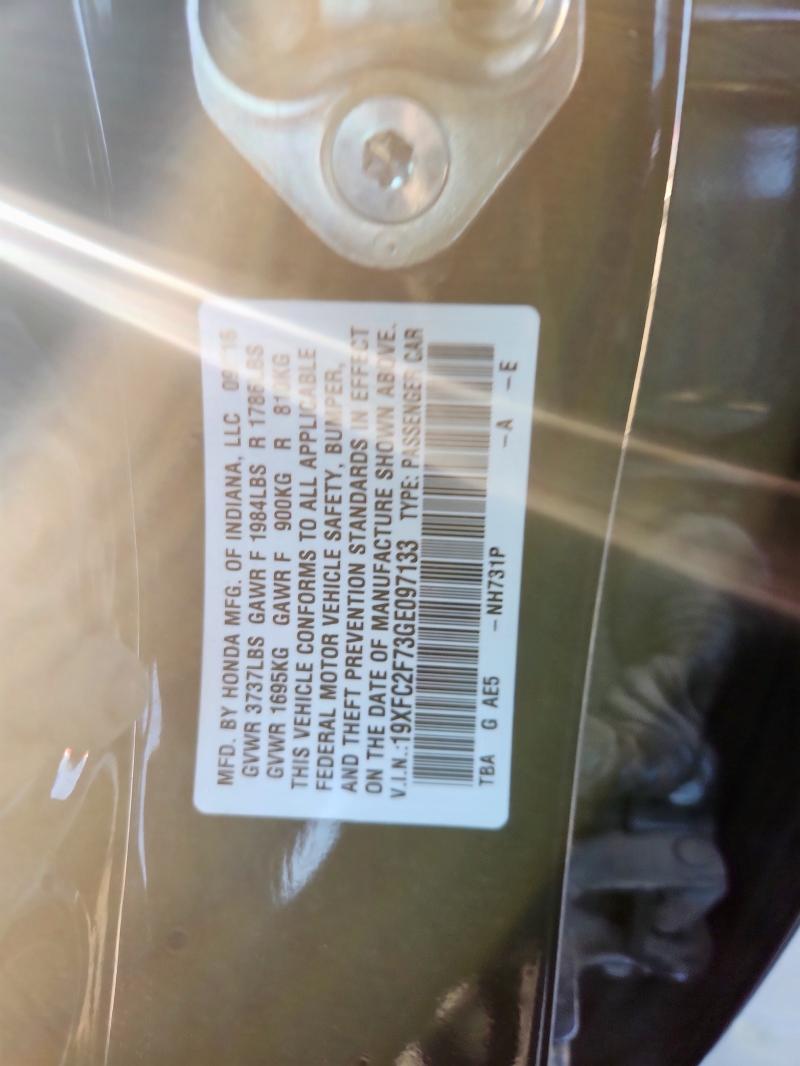 MFD. BY HONDA MFG. OF INDIANA, LLC
GVWR 3737LBS GAWR F 1984LBS R 1786LBS
GVWR 1695KG GAWR F 900KG R 810KG
THIS VEHICLE CONFORMS TO ALL APPLICABLE
FEDERAL MOTOR VEHICLE SAFETY, BUMPER,
AND THEFT PREVENTION STANDARDS IN EFFECT
ON THE DATE OF MANUFACTURE SHOWN ABOVE.
V.I.N.:19XFC2F73GE097133 TYPE: PASSENGER CAR
TBA G AE5 -NH731P -A -E